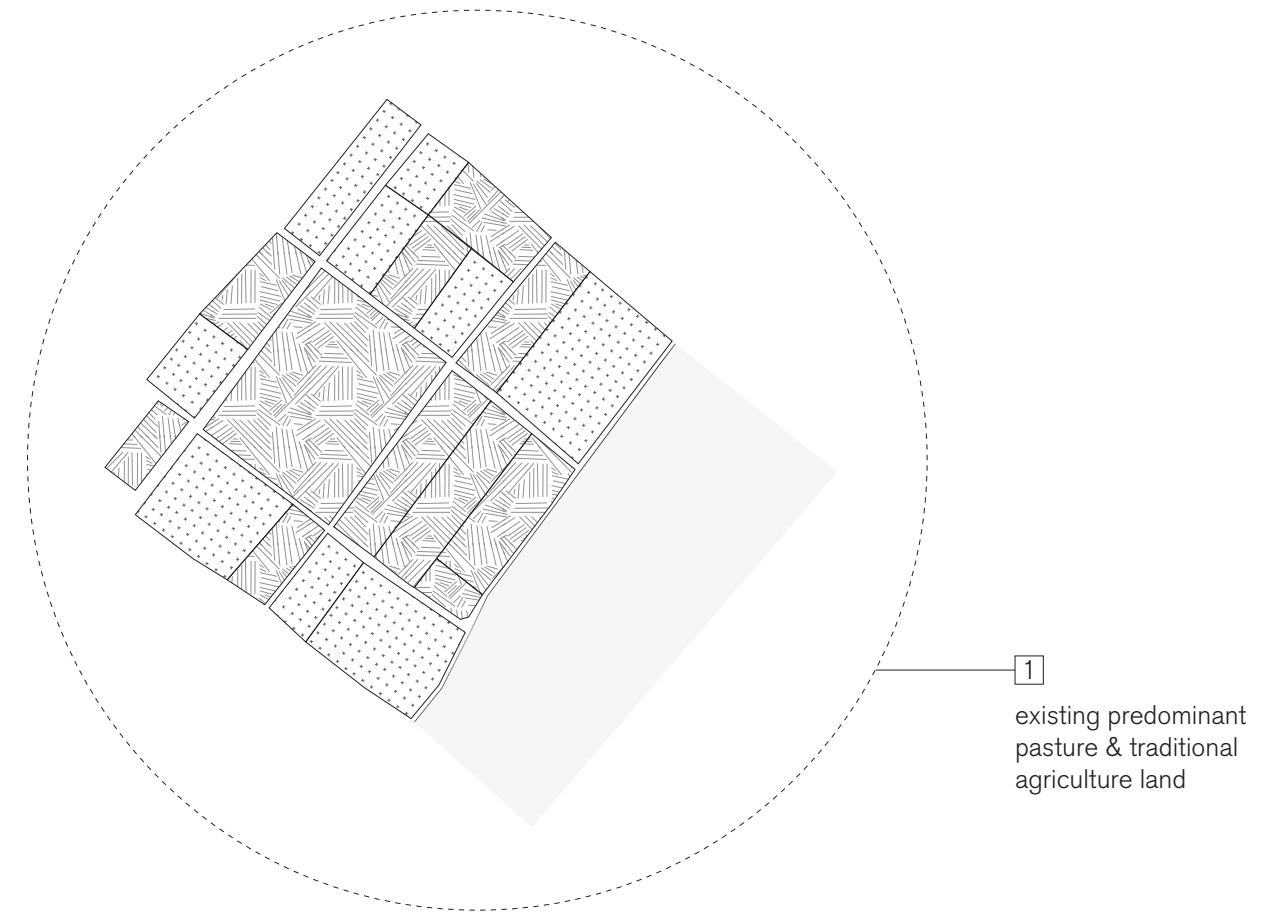 1
existing predominant
pasture & traditional
agriculture land